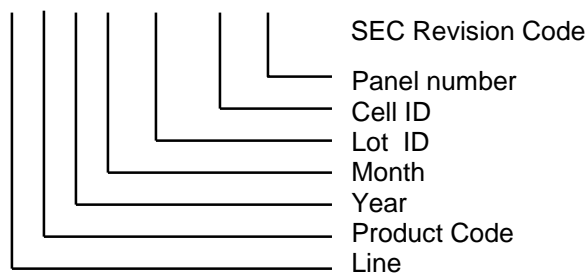 SEC Revision Code
Panel number
Cell ID
Lot ID
Month
Year
Product Code
Line